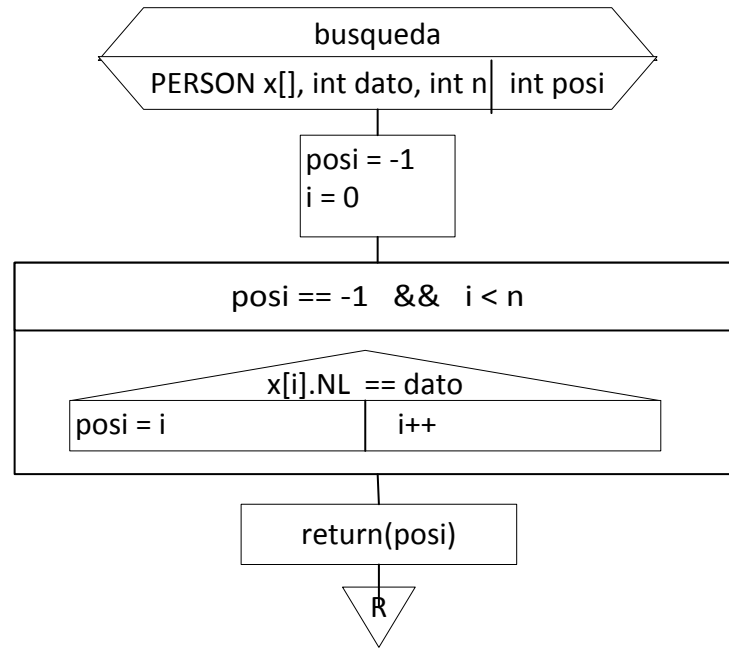 busqueda
PERSON x[], int dato, int n int posi
posi = -1
i = 0
posi == -1 && i < n
x[i].NL == dato
posi = i i++
return(posi)
R